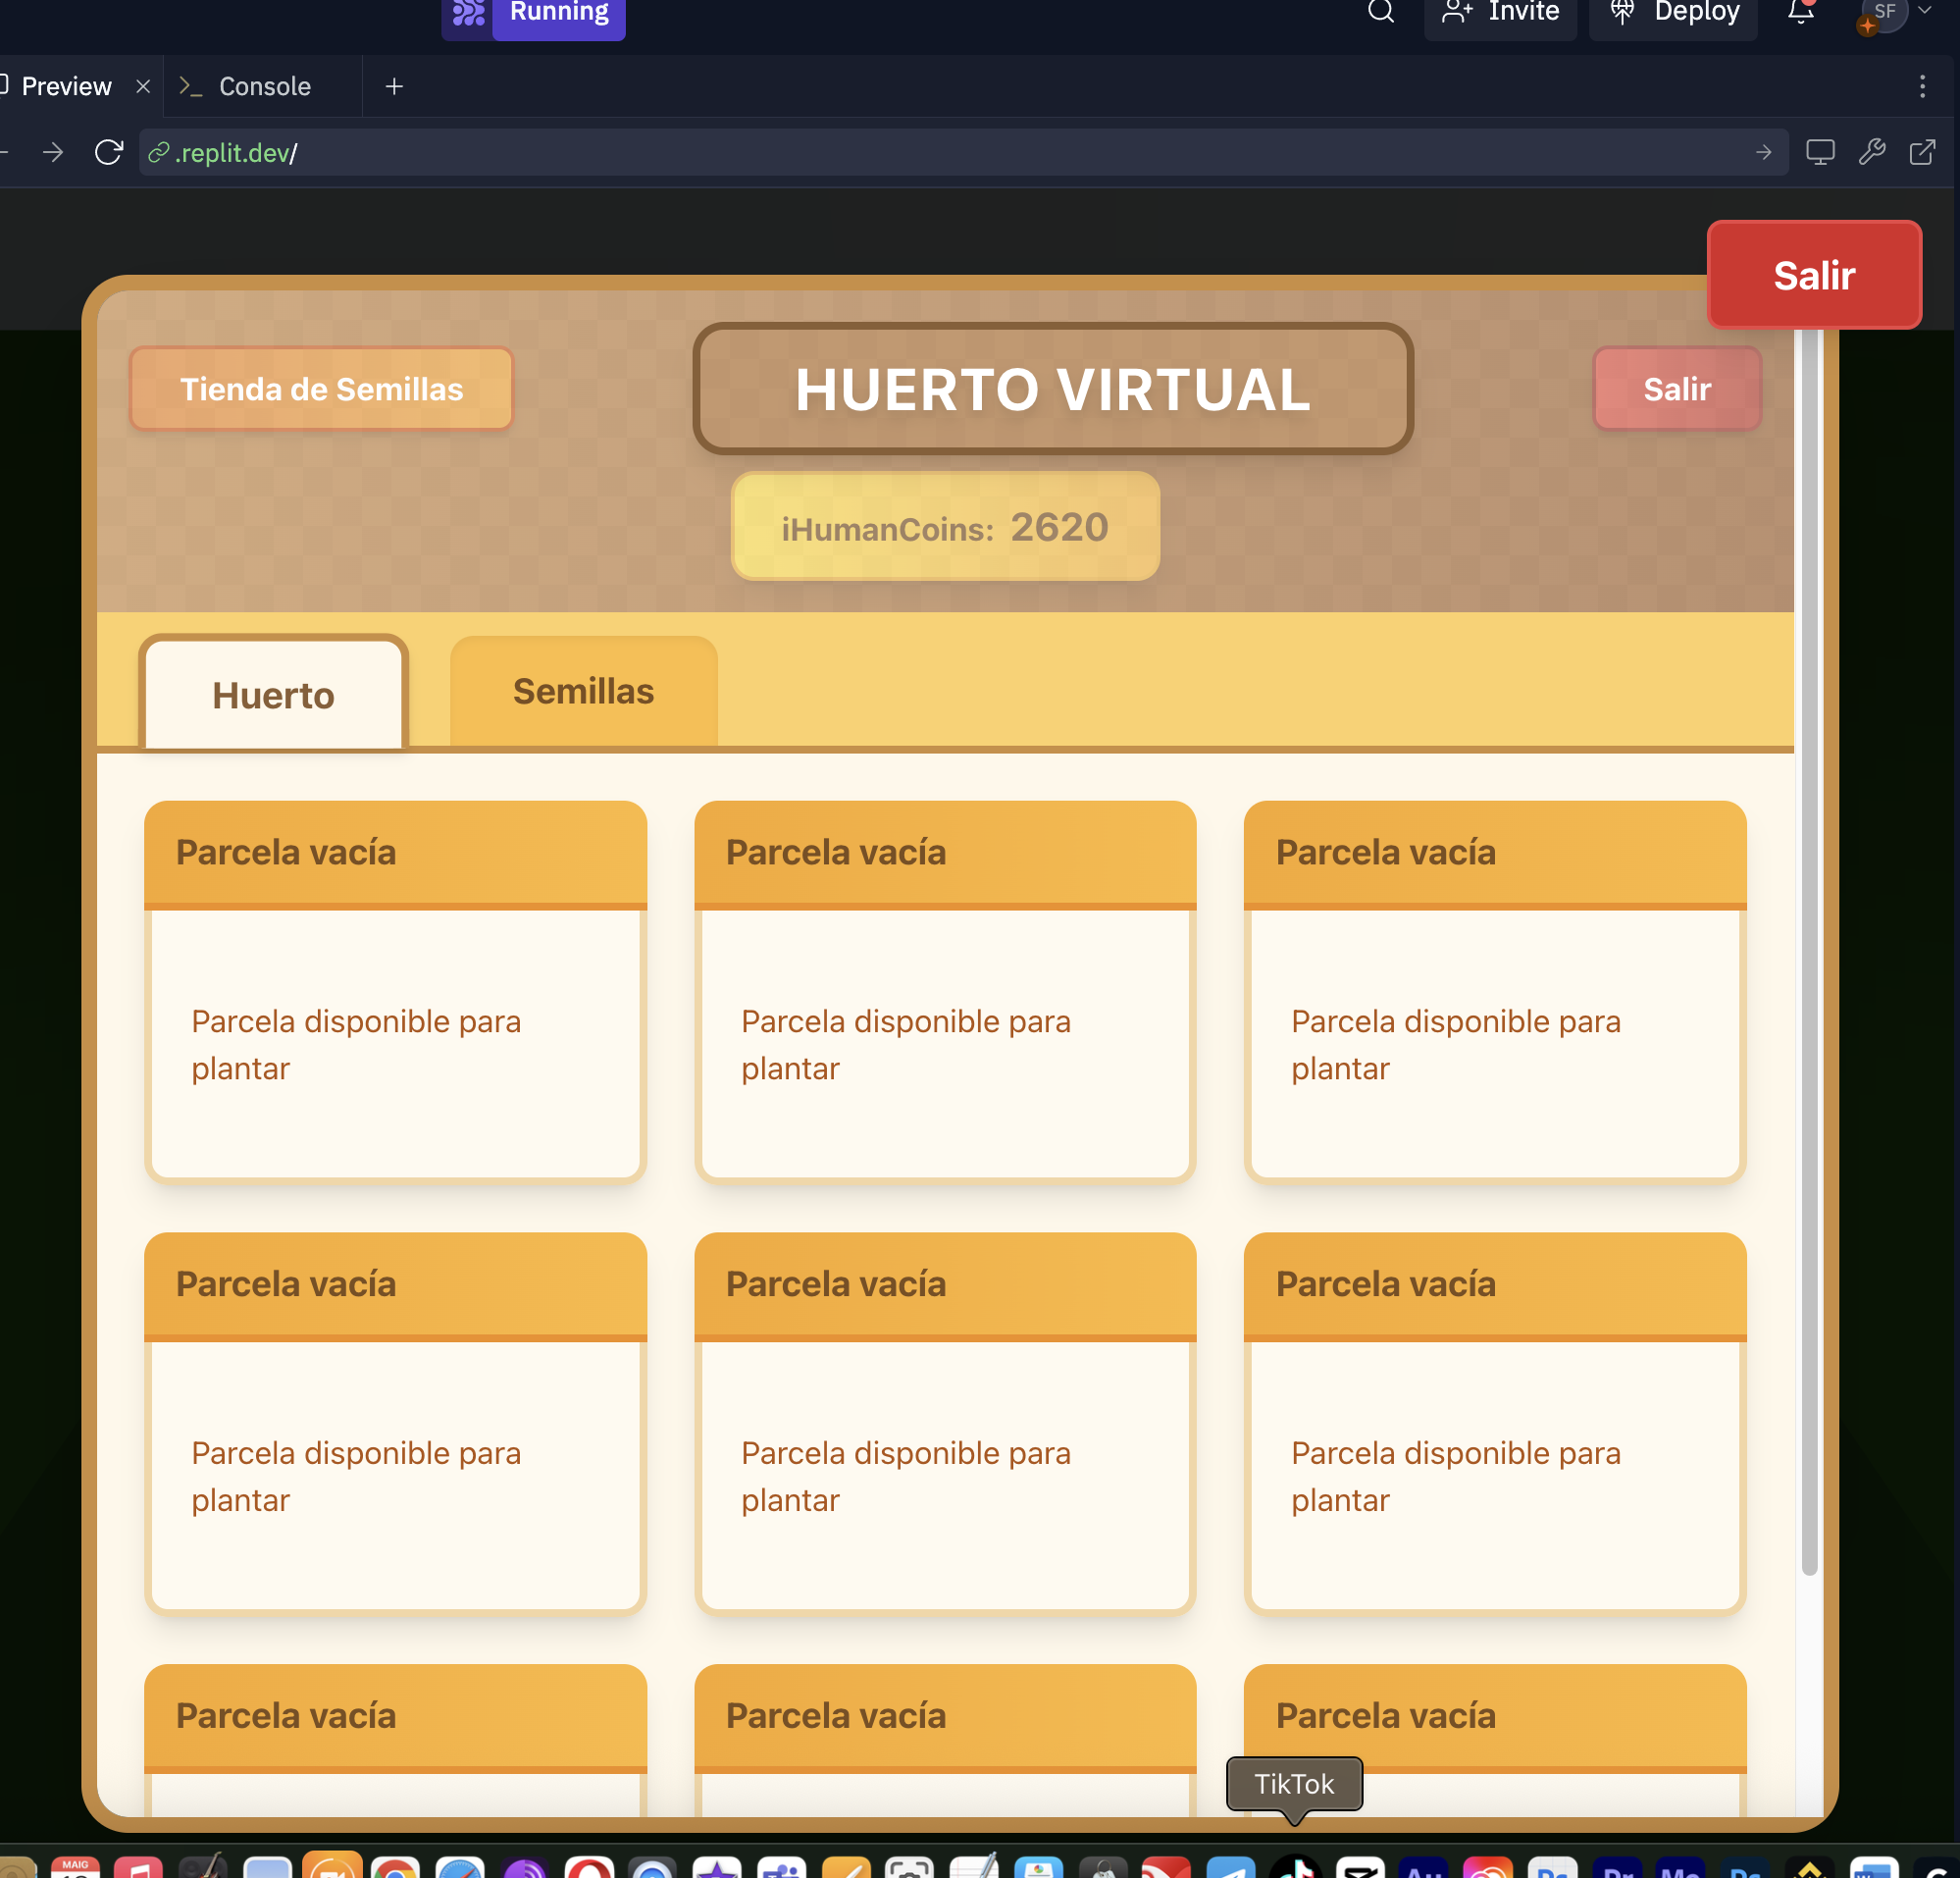 Running
Invite
Deploy
SF
Preview
Console
.replit.dev/
Salir
Tienda de Semillas
HUERTO VIRTUAL
Salir
iHumanCoins: 2620
Huerto
Semillas
Parcela vacía
Parcela vacía
Parcela vacía
Parcela disponible para
plantar
Parcela disponible para
plantar
Parcela disponible para
plantar
Parcela vacía
Parcela vacía
Parcela vacía
Parcela disponible para
plantar
Parcela disponible para
plantar
Parcela disponible para
plantar
Parcela vacía
Parcela vacía
Parcela vacía
TikTok
MAIG
Au
Pr